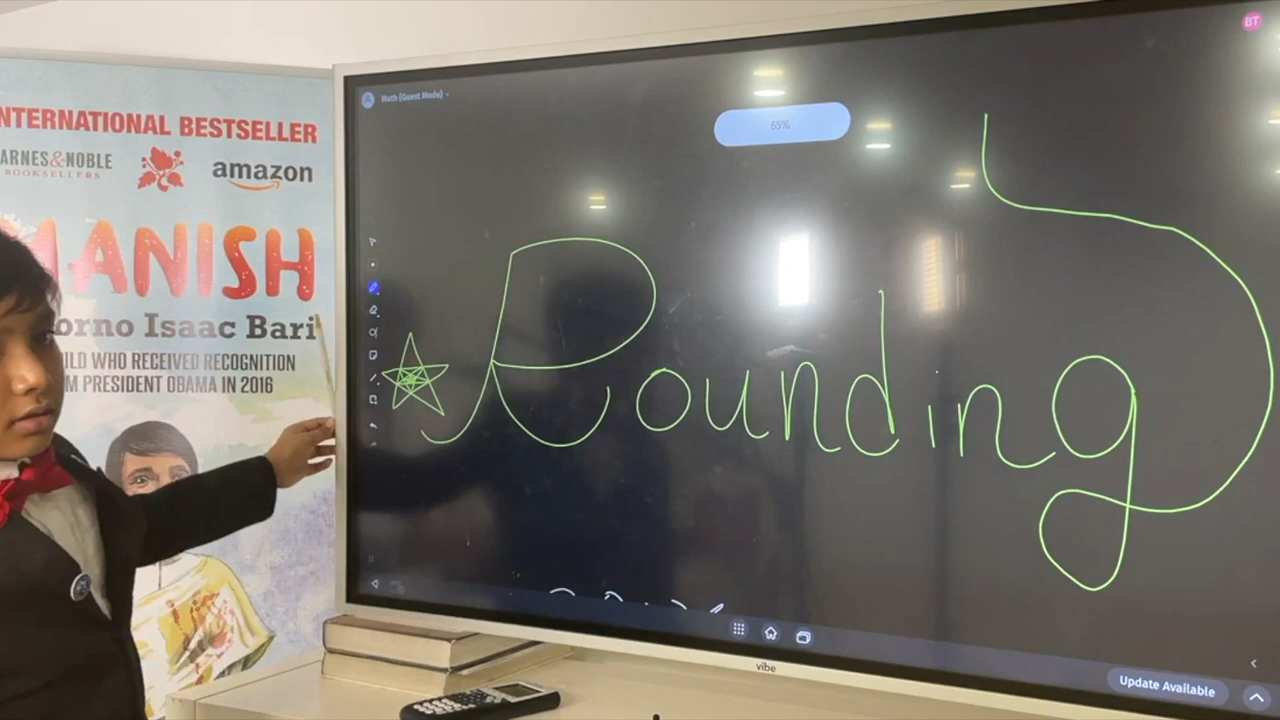 NTERNATIONAL BESTSELLER
ARNES&NOBLE
BOOKSELLERS
amazon
MANISH
orno Isaac Bari
ILD WHO RECEIVED RECOGNITION
M PRESIDENT OBAMA IN 2016
Math (Guest Mode)
65%
BT
Rounding
vibe
Update Available